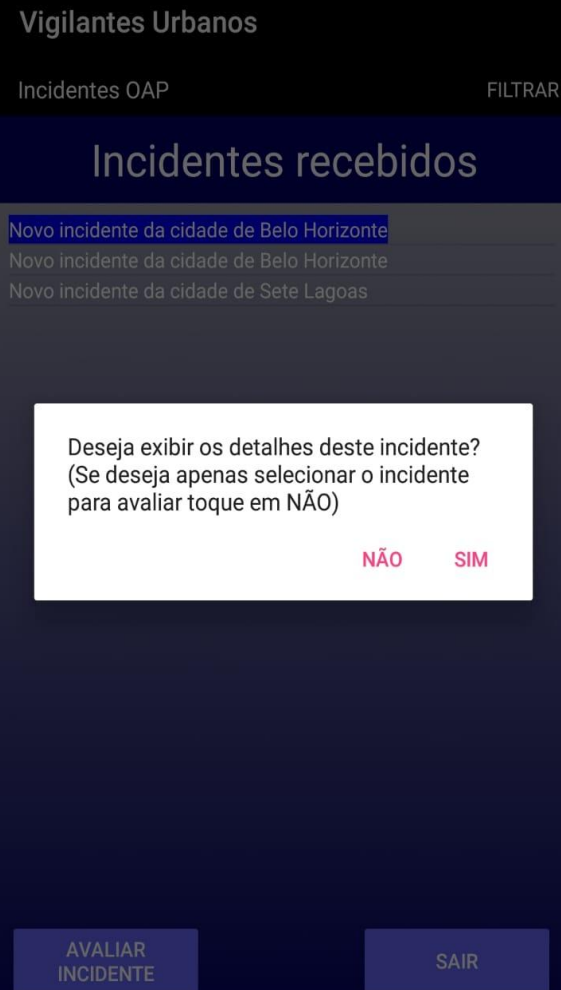 Vigilantes Urbanos
Incidentes OAP
FILTRAR
Incidentes recebidos
Novo incidente da cidade de Belo Horizonte
Novo incidente da cidade de Belo Horizonte
Novo incidente da cidade de Sete Lagoas
Deseja exibir os detalhes deste incidente?
(Se deseja apenas selecionar o incidente
para avaliar toque em NÃO)
NÃO
SIM
AVALIAR
INCIDENTE
SAIR